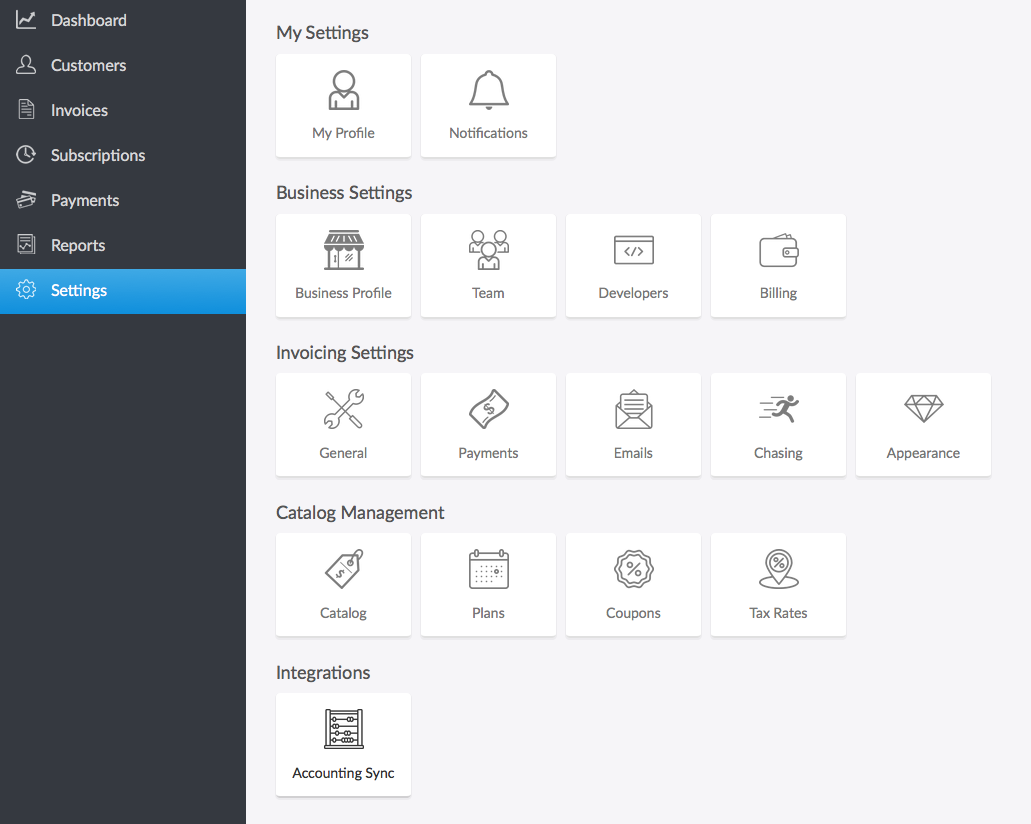 Dashboard
Customers
Invoices
Subscriptions
Payments
Reports
Settings
My Settings
My Profile
Notifications
Business Settings
Business Profile
Team
Developers
Billing
Invoicing Settings
General
Payments
Emails
Chasing
Appearance
Catalog Management
Catalog
Plans
Coupons
Tax Rates
Integrations
Accounting Sync